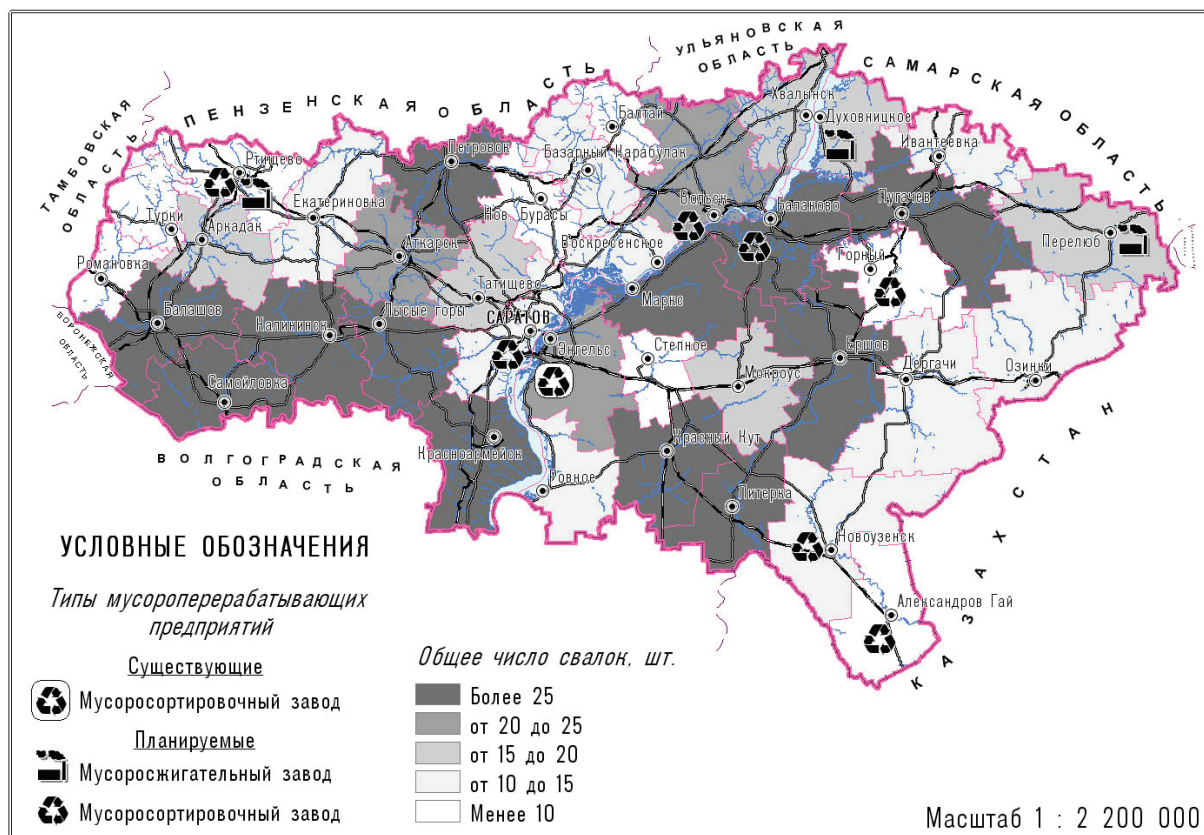 УЛЬЯНОВСКАЯ
ОБЛАСТЬ
САМАРСКАЯ ОБЛАСТЬ
ПЕНЗЕНСКАЯ ОБЛАСТЬ
ТАМБОВСКАЯ
ОБЛАСТЬ
Хвалынск
Духовницкое
Балтай
Ивантеевка
Петровск
Базарный Карабулак
Ртищево
Екатериновка
Нов. Бурасы
Вольск
Балаково
Пугачев
Турки
Аркадак
Перелюб
Аткарск
Воскресенское
Горный
Романовка
Татищево
Маркс
Балашов
Калининск
Лысые горы
САРАТОВ
Энгельс
Степное
Ершов
ВОРОНЕЖСКАЯ
ОБЛАСТЬ
Дергачи
Озинки
Самойловка
Мокроус
Красноармейск
Красный Кут
ВОЛГОГРАДСКАЯ
ОБЛАСТЬ
Ровное
Питерка
КАЗАХСТАН
Новоузенск
Александров Гай
УСЛОВНЫЕ ОБОЗНАЧЕНИЯ
Типы мусороперерабатывающих
предприятий
Существующие
Мусоросортировочный завод
Планируемые
Мусоросжигательный завод
Мусоросортировочный завод
Общее число свалок, шт.
Более 25
от 20 до 25
от 15 до 20
от 10 до 15
Менее 10
Масштаб 1 : 2 200 000